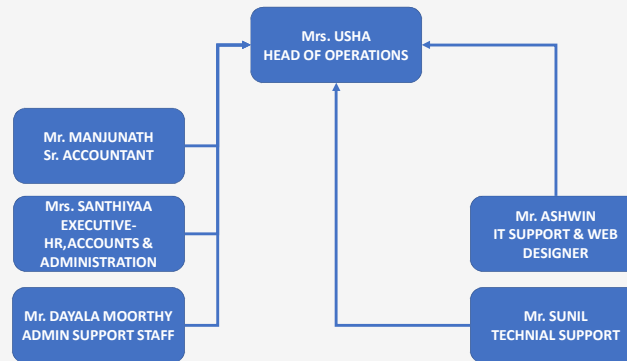 Mrs. USHA
HEAD OF OPERATIONS
Mr. MANJUNATH
Sr. ACCOUNTANT
Mrs. SANTHIYAA
EXECUTIVE-
HR,ACCOUNTS &
ADMINISTRATION
Mr. DAYALA MOORTHY
ADMIN SUPPORT STAFF
Mr. ASHWIN
IT SUPPORT & WEB
DESIGNER
Mr. SUNIL
TECHNIAL SUPPORT